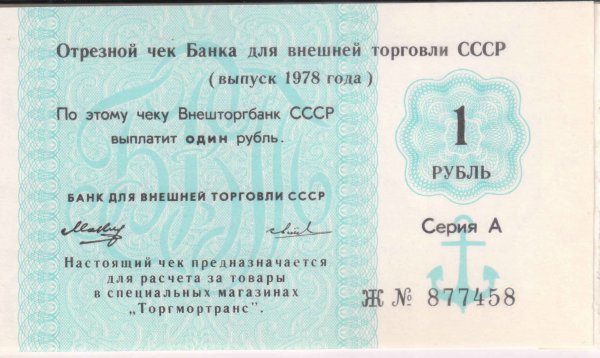 Отрезной чек Банка для внешней торговли СССР
(выпуск 1978 года)
По этому чеку Внешторгбанк СССР
выплатит один рубль.
1
РУБЛЬ
БАНК ДЛЯ ВНЕШНЕЙ ТОРГОВЛИ СССР
Серия А
Настоящий чек предназначается
для расчета за товары
в специальных магазинах
„Торгмортранс".
Ж № 877458